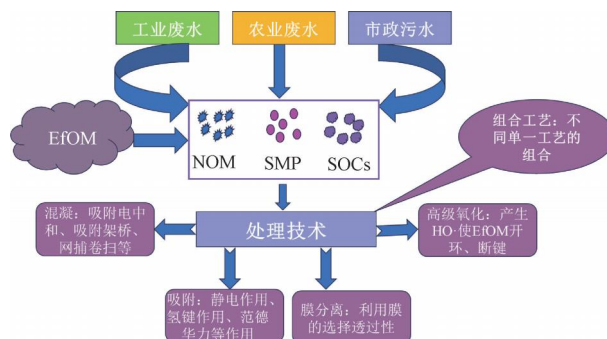 工业废水
农业废水
市政污水
EfOM
NOM
SMP
SOCs
组合工艺：不
同单一工艺的
组合
混凝：吸附电中
和、吸附架桥、
网捕卷扫等
处理技术
高级氧化：产生
HO·使EfOM开
环、断键
吸附：静电作用、
氢键作用、范德
华力等作用
膜分离：利用膜
的选择透过性